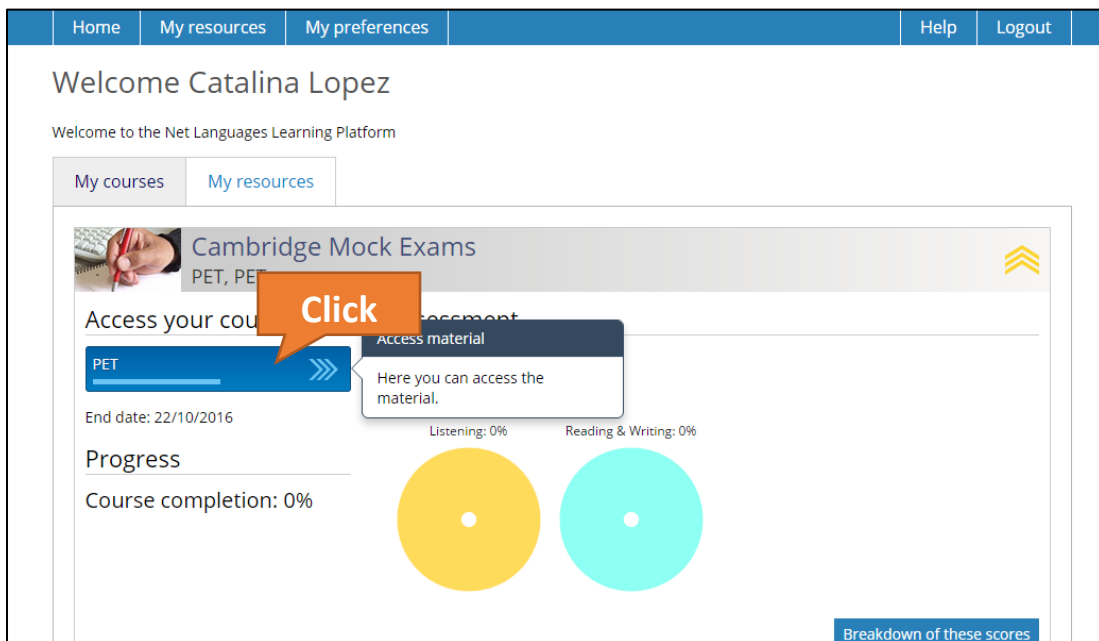 Home My resources My preferences Help Logout
Welcome Catalina Lopez
Welcome to the Net Languages Learning Platform
My courses My resources
Cambridge Mock Exams
PET, PET
Click
Access your
Access material
PET
Here you can access the
material.
End date: 22/10/2016
Listening: 0% Reading & Writing: 0%
Progress
Course completion: 0%
Breakdown of these scores